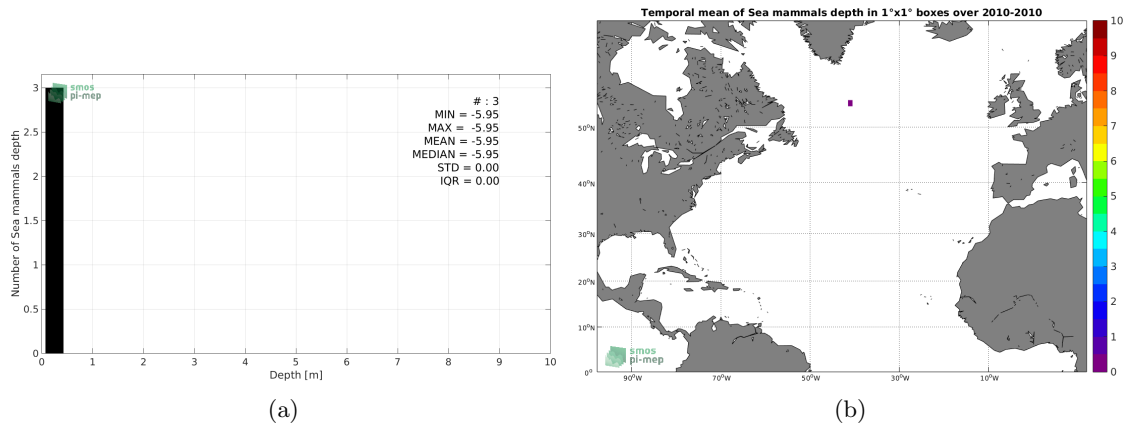 Temporal mean of Sea mammals depth in 1°x1° boxes over 2010-2010
smos
pi-mep
# : 3
MIN = -5.95
MAX = -5.95
MEAN = -5.95
MEDIAN = -5.95
STD = 0.00
IQR = 0.00
Number of Sea mammals depth
3
2.5
2
1.5
1
0.5
0
0 1 2 3 4 5 6 7 8 9 10
Depth [m]
(a)
50°N
40°N
30°N
20°N
10°N
0°
90°W 70°W 50°W 30°W 10°W
smos
pi-mep
10
9
8
7
6
5
4
3
2
1
0
(b)